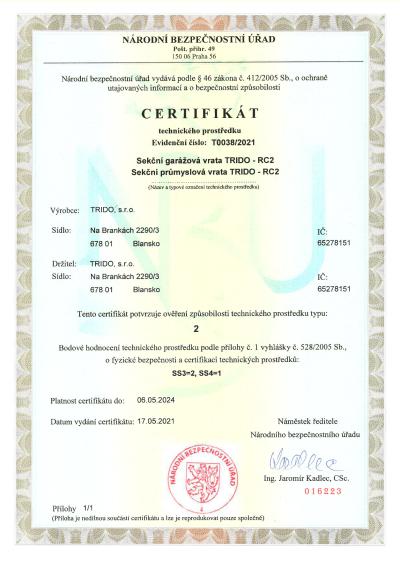 NÁRODNÍ BEZPEČNOSTNÍ ÚŘAD
Pošt. přihr. 49
150 06 Praha 56
Národní bezpečnostní úřad vydává podle § 46 zákona č. 412/2005 Sb., o ochraně
utajovaných informací a o bezpečnostní způsobilosti
CERTIFIKÁT
technického prostředku
Evidenční číslo: T0038/2021
Sekční garážová vrata TRIDO - RC2
Sekční průmyslová vrata TRIDO - RC2
(Název a typové označení technického prostředku)
Výrobce: TRIDO, s.r.o.
Sídlo: Na Brankách 2290/3 IČ:
678 01 Blansko 65278151
Držitel: TRIDO, s.r.o.
Sídlo: Na Brankách 2290/3 IČ:
678 01 Blansko 65278151
Tento certifikát potvrzuje ověření způsobilosti technického prostředku typu:
2
Bodové hodnocení technického prostředku podle přílohy č. 1 vyhlášky č. 528/2005 Sb.,
o fyzické bezpečnosti a certifikaci technických prostředků:
SS3=2, SS4=1
Platnost certifikátu do: 06.05.2024
Datum vydání certifikátu: 17.05.2021
Náměstek ředitele
Národního bezpečnostního úřadu
NÁRODNÍ BEZPEČNOSTNÍ ÚŘAD
4
Ing. Jaromír Kadlec, CSc.
016223
Přílohy 1/1
(Příloha je nedílnou součástí certifikátu a lze je reprodukovat pouze společně)